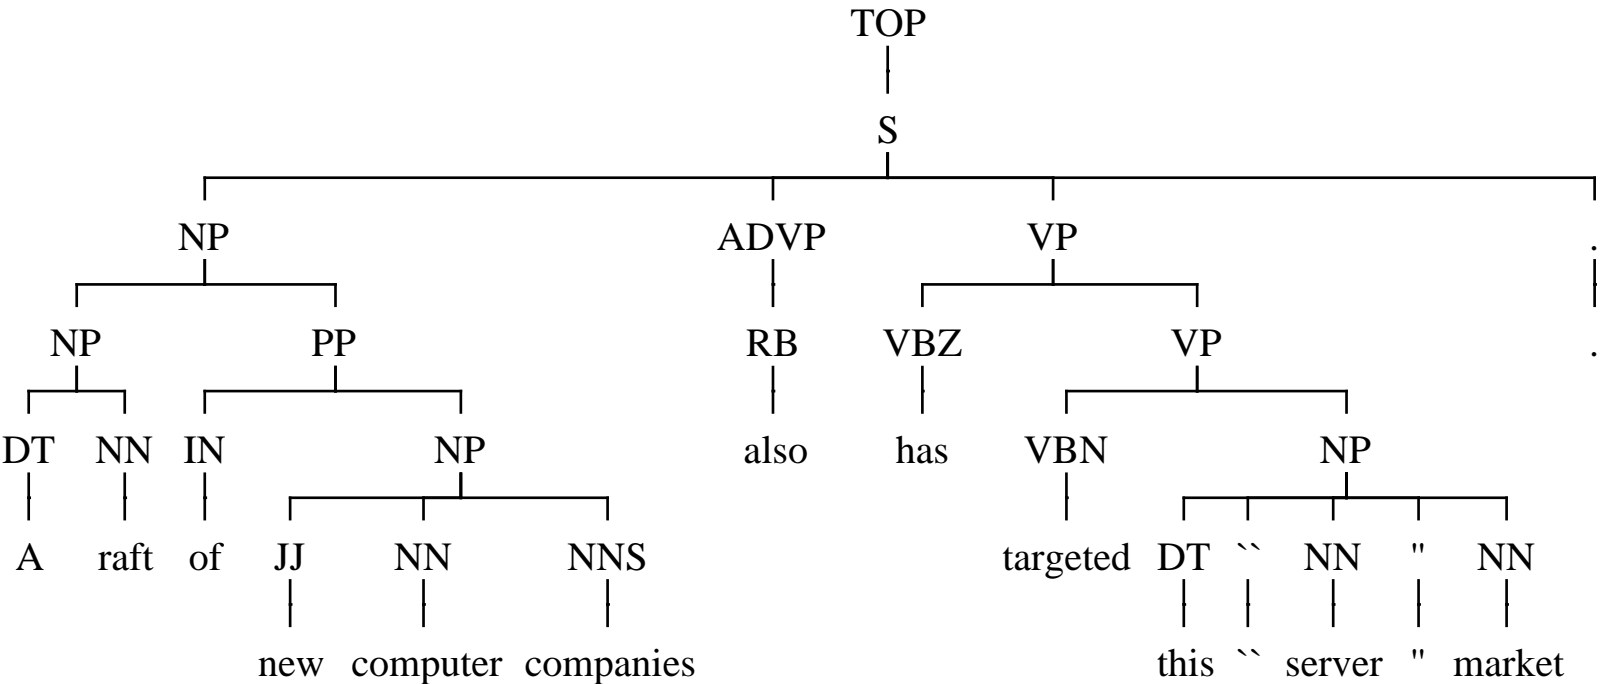 TOP
S
NP ADVP VP .
NP PP RB VBZ VP .
DT NN IN NP also has VBN NP
A raft of JJ NN NNS targeted DT `` NN " NN
new computer companies this `` server " market